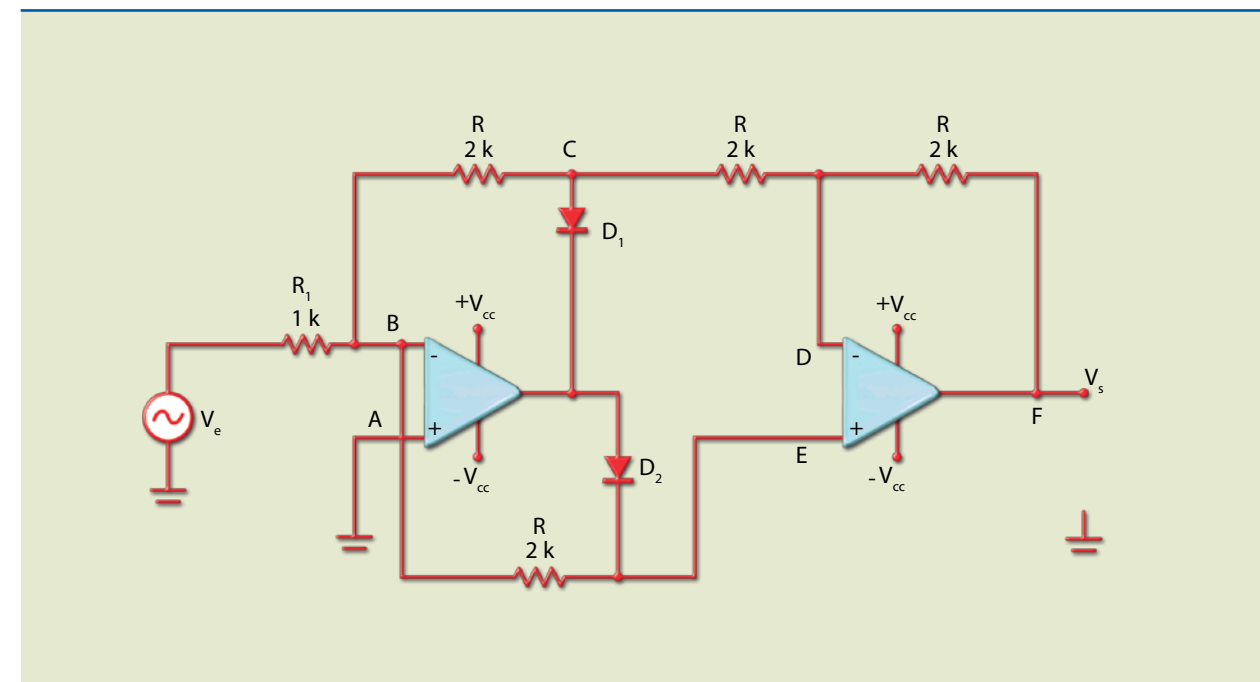 R
2 k
C
R
2 k
R
2 k
D₁
R₁
1 k
B
+Vcc
-
A
+
-Vcc
Ve
D₂
R
2 k
+Vcc
D
-
+
E
-Vcc
Vs
F